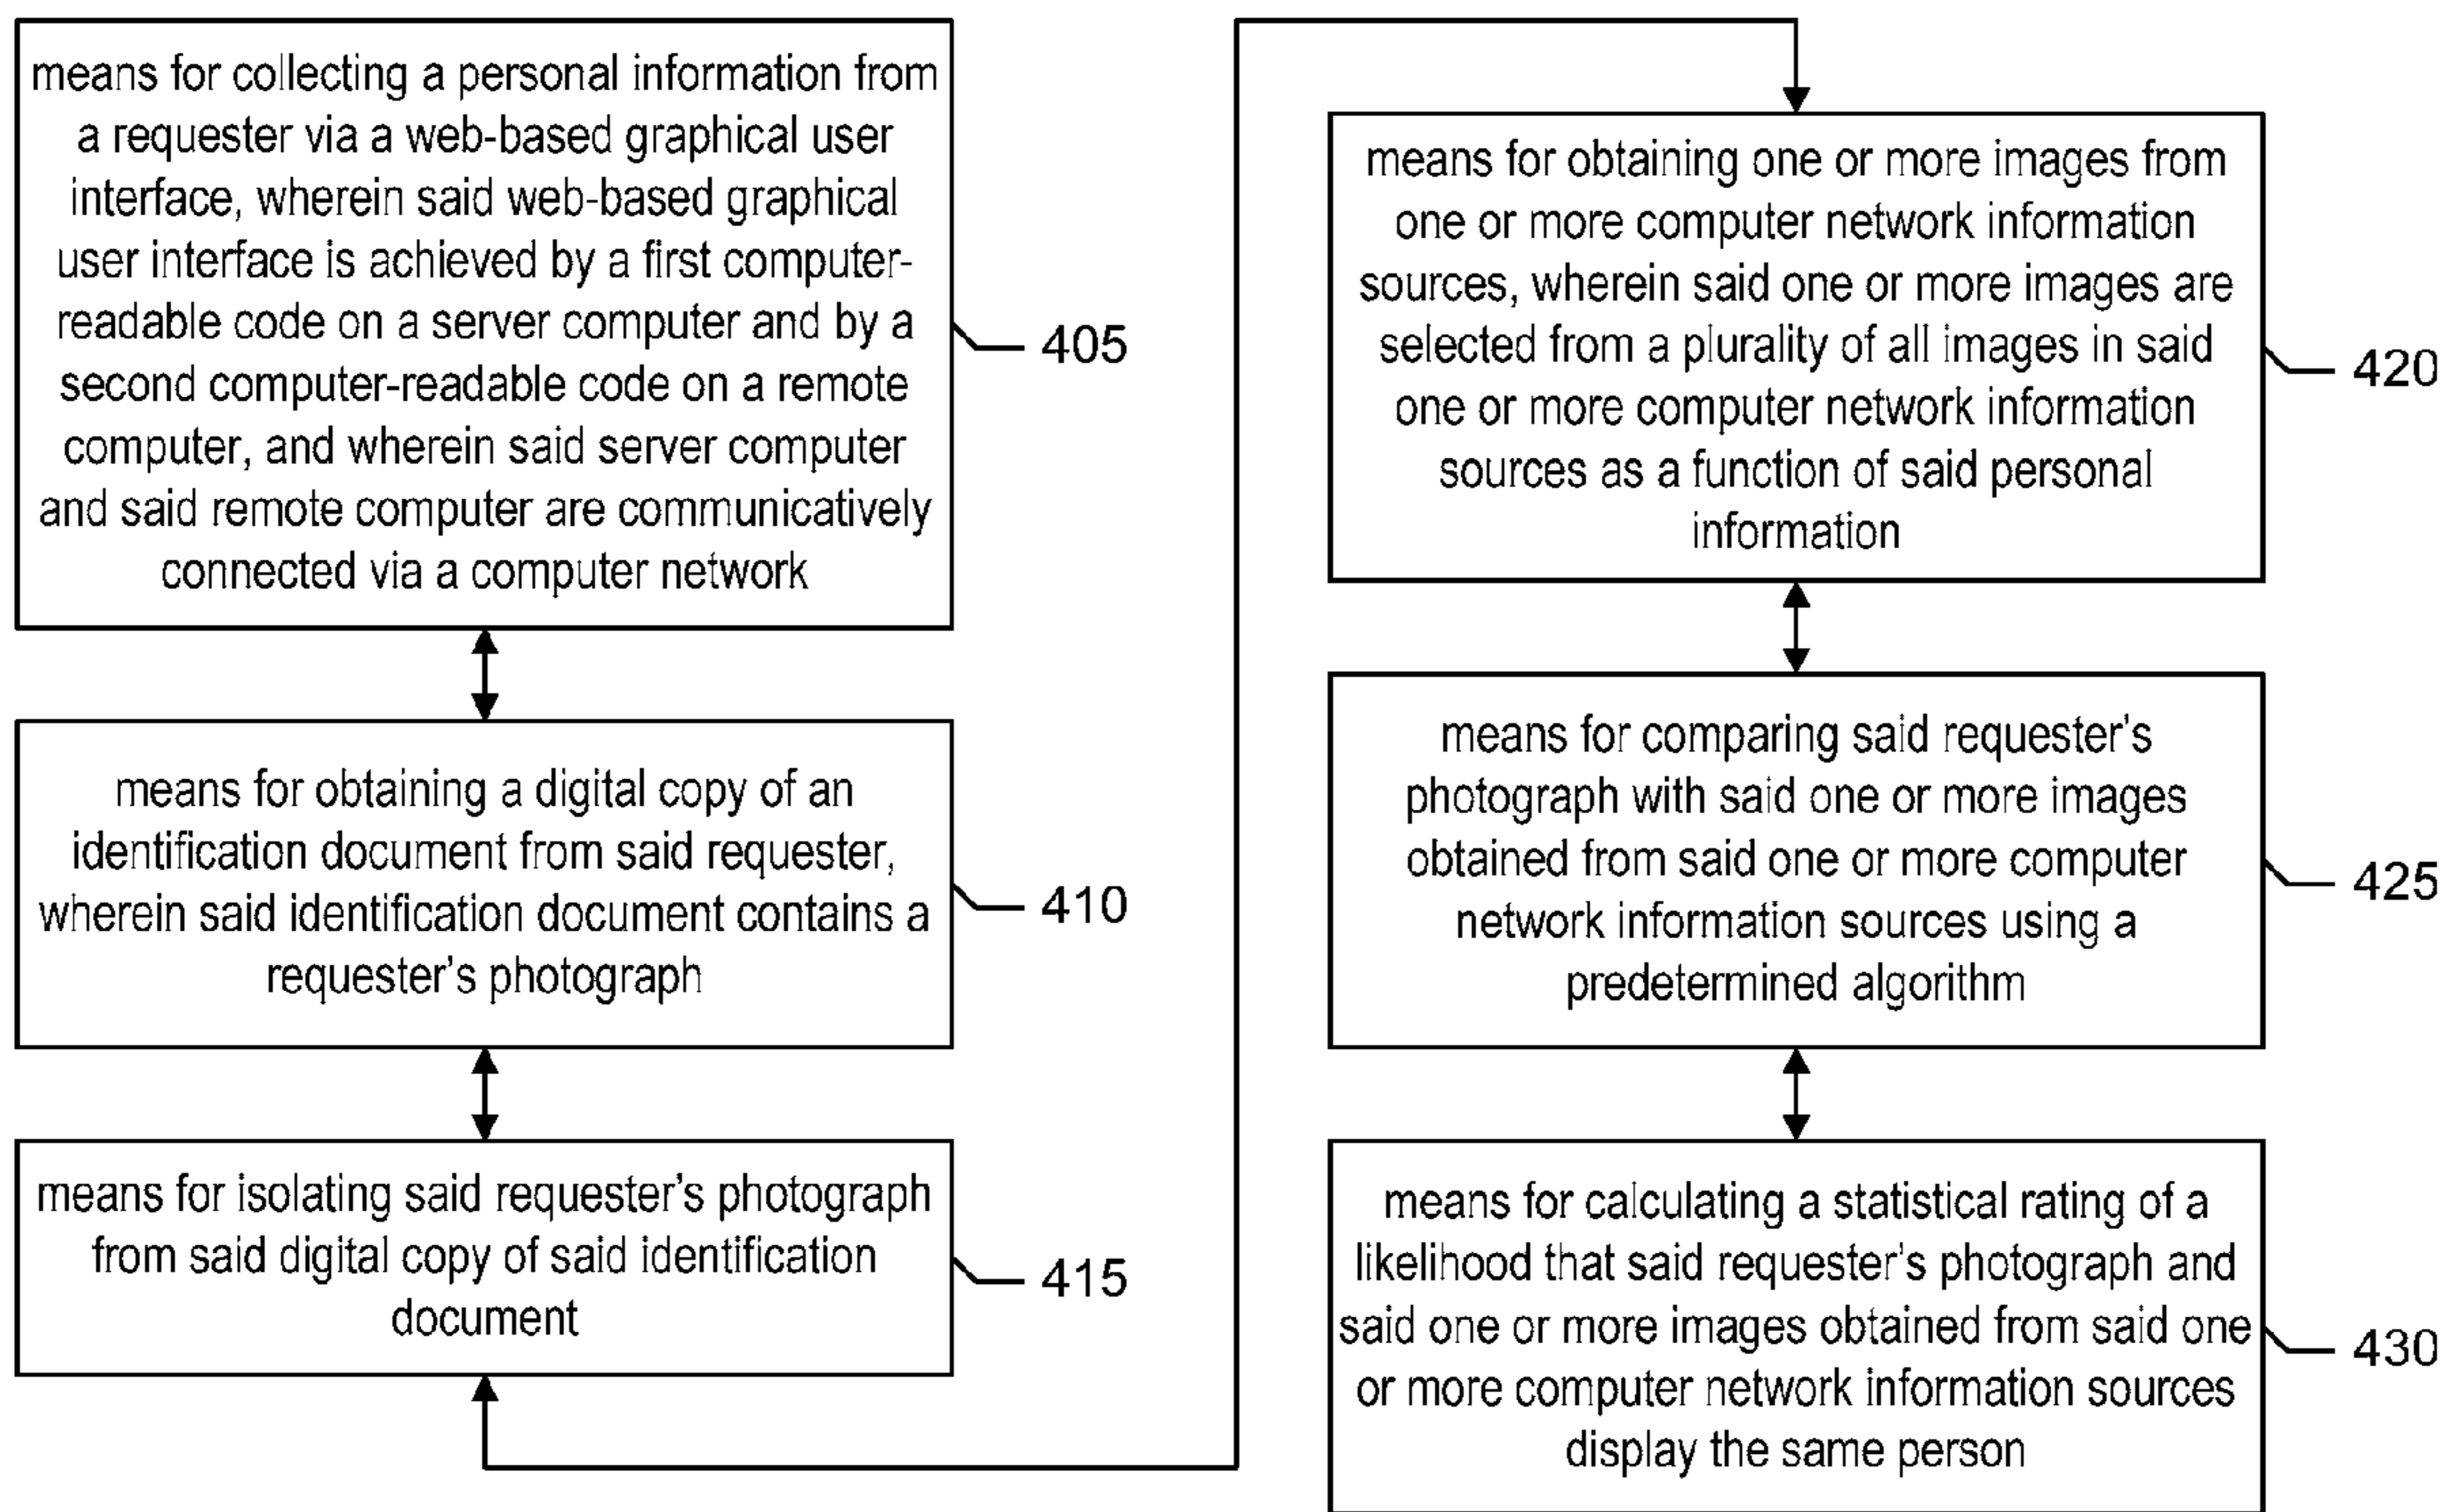 means for collecting a personal information from
a requester via a web-based graphical user
interface, wherein said web-based graphical
user interface is achieved by a first computer-
readable code on a server computer and by a
second computer-readable code on a remote
computer, and wherein said server computer
and said remote computer are communicatively
connected via a computer network
405
means for obtaining a digital copy of an
identification document from said requester,
wherein said identification document contains a
requester's photograph
410
means for isolating said requester's photograph
from said digital copy of said identification
document
415
means for obtaining one or more images from
one or more computer network information
sources, wherein said one or more images are
selected from a plurality of all images in said
one or more computer network information
sources as a function of said personal
information
420
means for comparing said requester's
photograph with said one or more images
obtained from said one or more computer
network information sources using a
predetermined algorithm
425
means for calculating a statistical rating of a
likelihood that said requester's photograph and
said one or more images obtained from said one
or more computer network information sources
display the same person
430